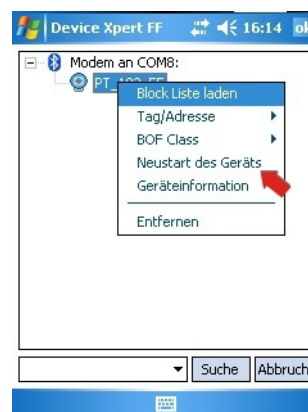 Device Xpert FF 16:14 ok
Modem an COM8:
PT_103_FF
Block Liste laden
Tag/Adresse
BOF Class
Neustart des Geräts
Geräteinformation
Entfernen
Suche Abbruch